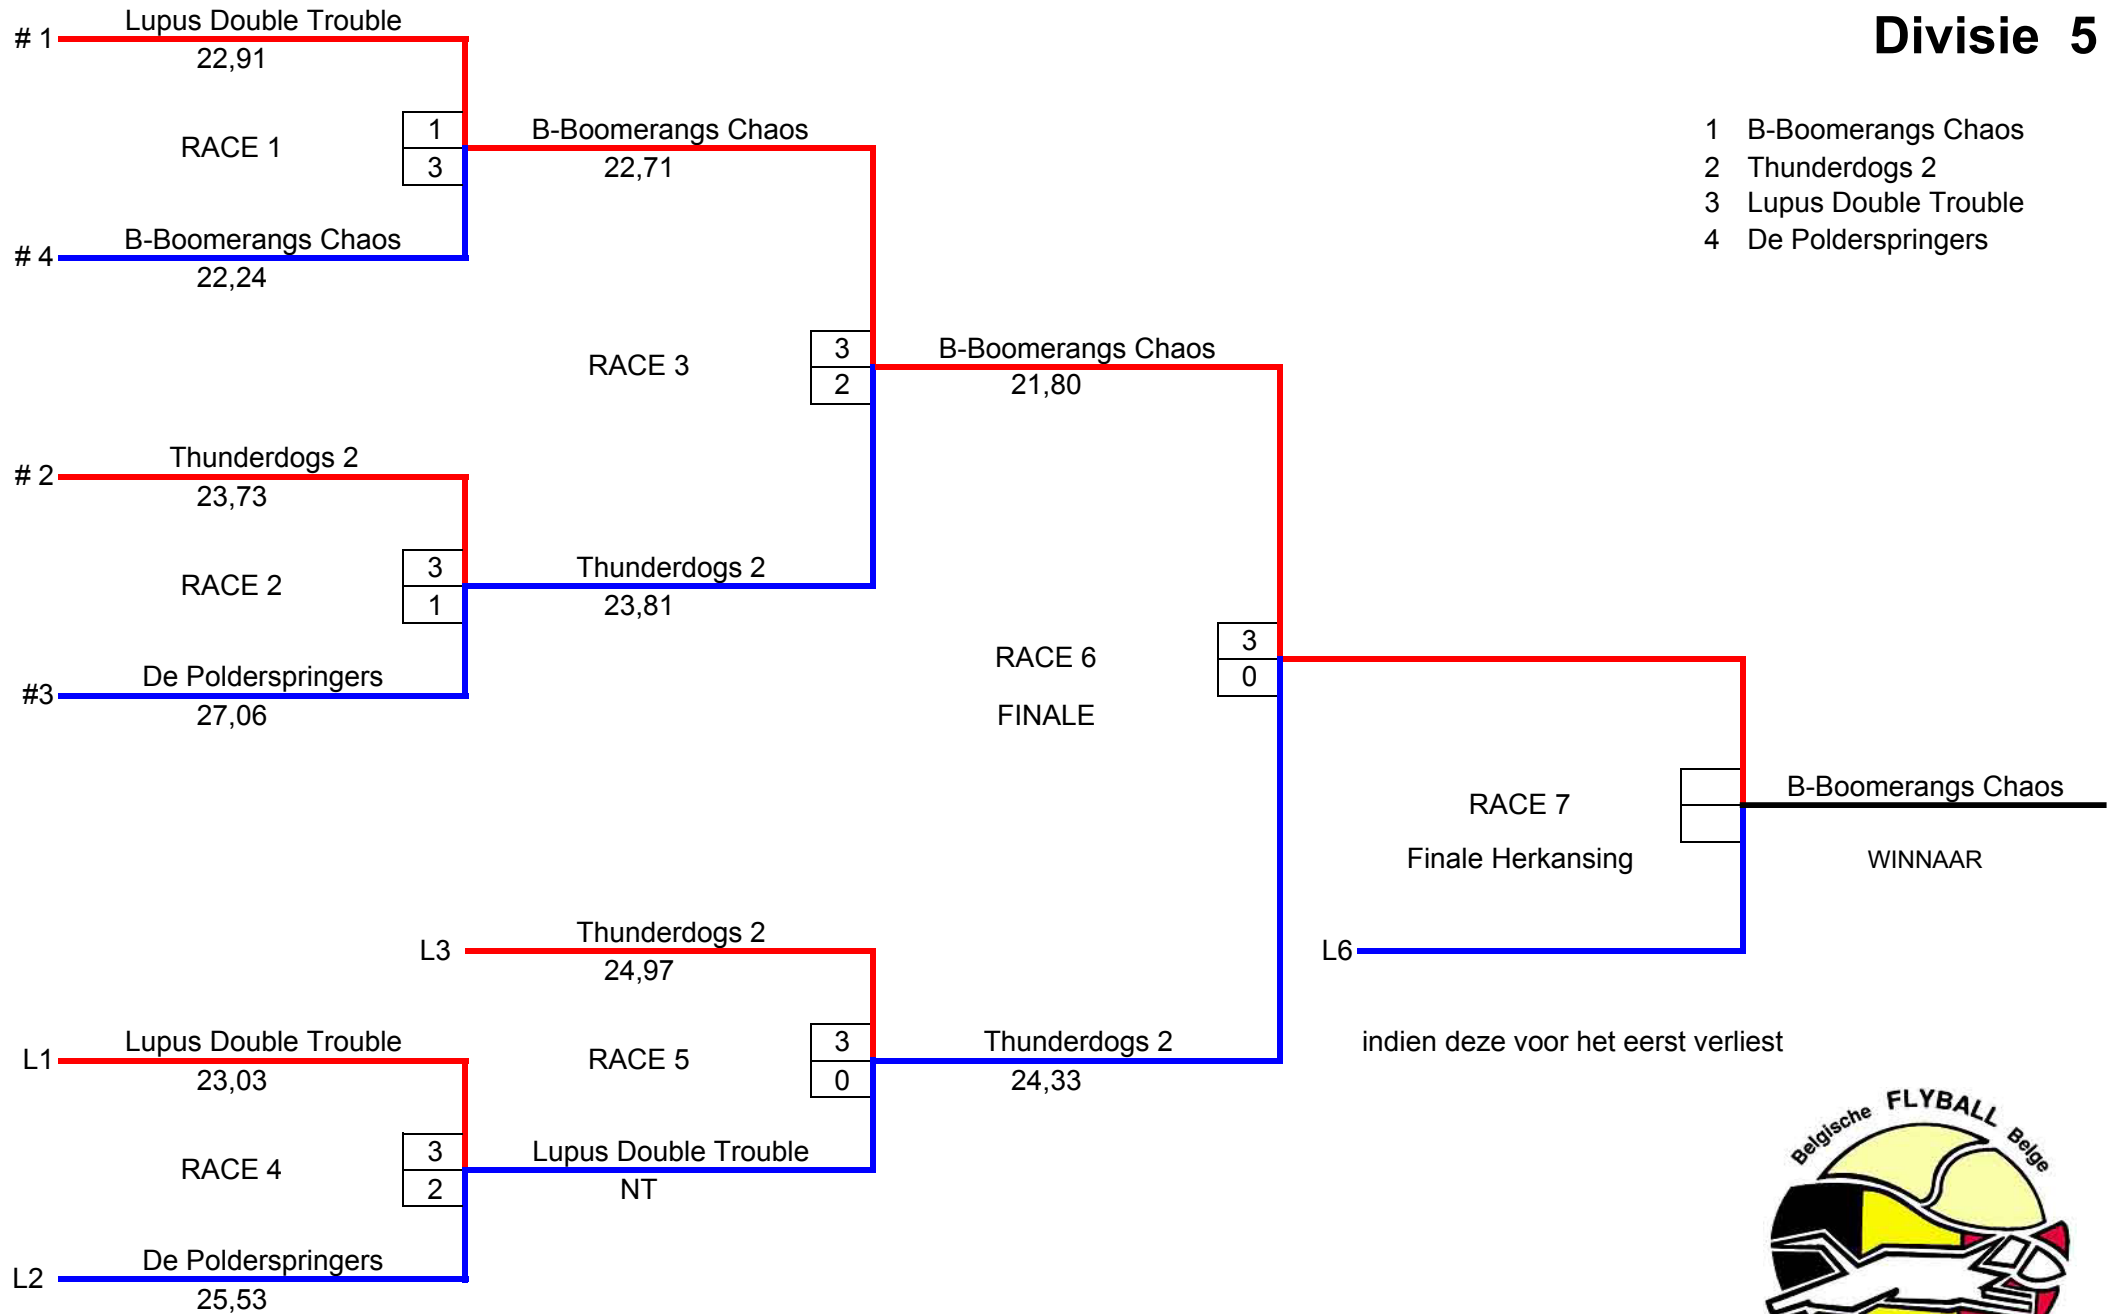 Divisie 5
# 1
Lupus Double Trouble
22,91
RACE 1
1
3
# 4
B-Boomerangs Chaos
22,24
B-Boomerangs Chaos
22,71
1 B-Boomerangs Chaos
2 Thunderdogs 2
3 Lupus Double Trouble
4 De Polderspringers
RACE 3
3
2
B-Boomerangs Chaos
21,80
# 2
Thunderdogs 2
23,73
RACE 2
3
1
#3
De Polderspringers
27,06
Thunderdogs 2
23,81
RACE 6
FINALE
3
0
RACE 7
Finale Herkansing
B-Boomerangs Chaos
WINNAAR
L6
indien deze voor het eerst verliest
L3
Thunderdogs 2
24,97
RACE 5
3
0
Thunderdogs 2
24,33
L1
Lupus Double Trouble
23,03
RACE 4
3
2
Lupus Double Trouble
NT
L2
De Polderspringers
25,53
Belgische FLYBALL Belge